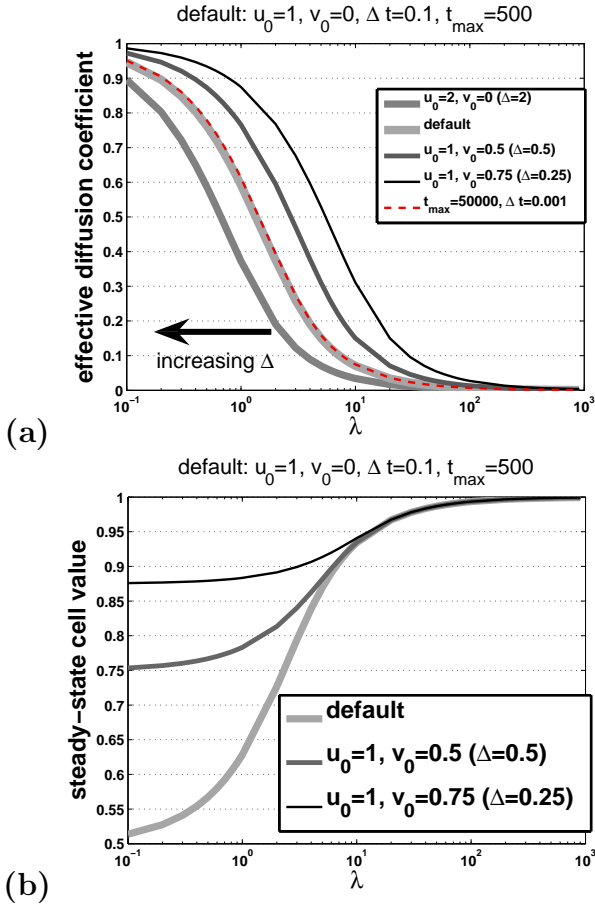 default: u₀=1, v₀=0, Δ t=0.1, tₘₐₓ=500
effective diffusion coefficient
1
0.9
0.8
0.7
0.6
0.5
0.4
0.3
0.2
0.1
0
u₀=2, v₀=0 (Δ=2)
default
u₀=1, v₀=0.5 (Δ=0.5)
u₀=1, v₀=0.75 (Δ=0.25)
tₘₐₓ=50000, Δ t=0.001
increasing Δ
10⁻¹ 10⁰ 10¹ 10² 10³
λ
(a)
default: u₀=1, v₀=0, Δ t=0.1, tₘₐₓ=500
steady−state cell value
1
0.95
0.9
0.85
0.8
0.75
0.7
0.65
0.6
0.55
0.5
default
u₀=1, v₀=0.5 (Δ=0.5)
u₀=1, v₀=0.75 (Δ=0.25)
10⁻¹ 10⁰ 10¹ 10² 10³
λ
(b)